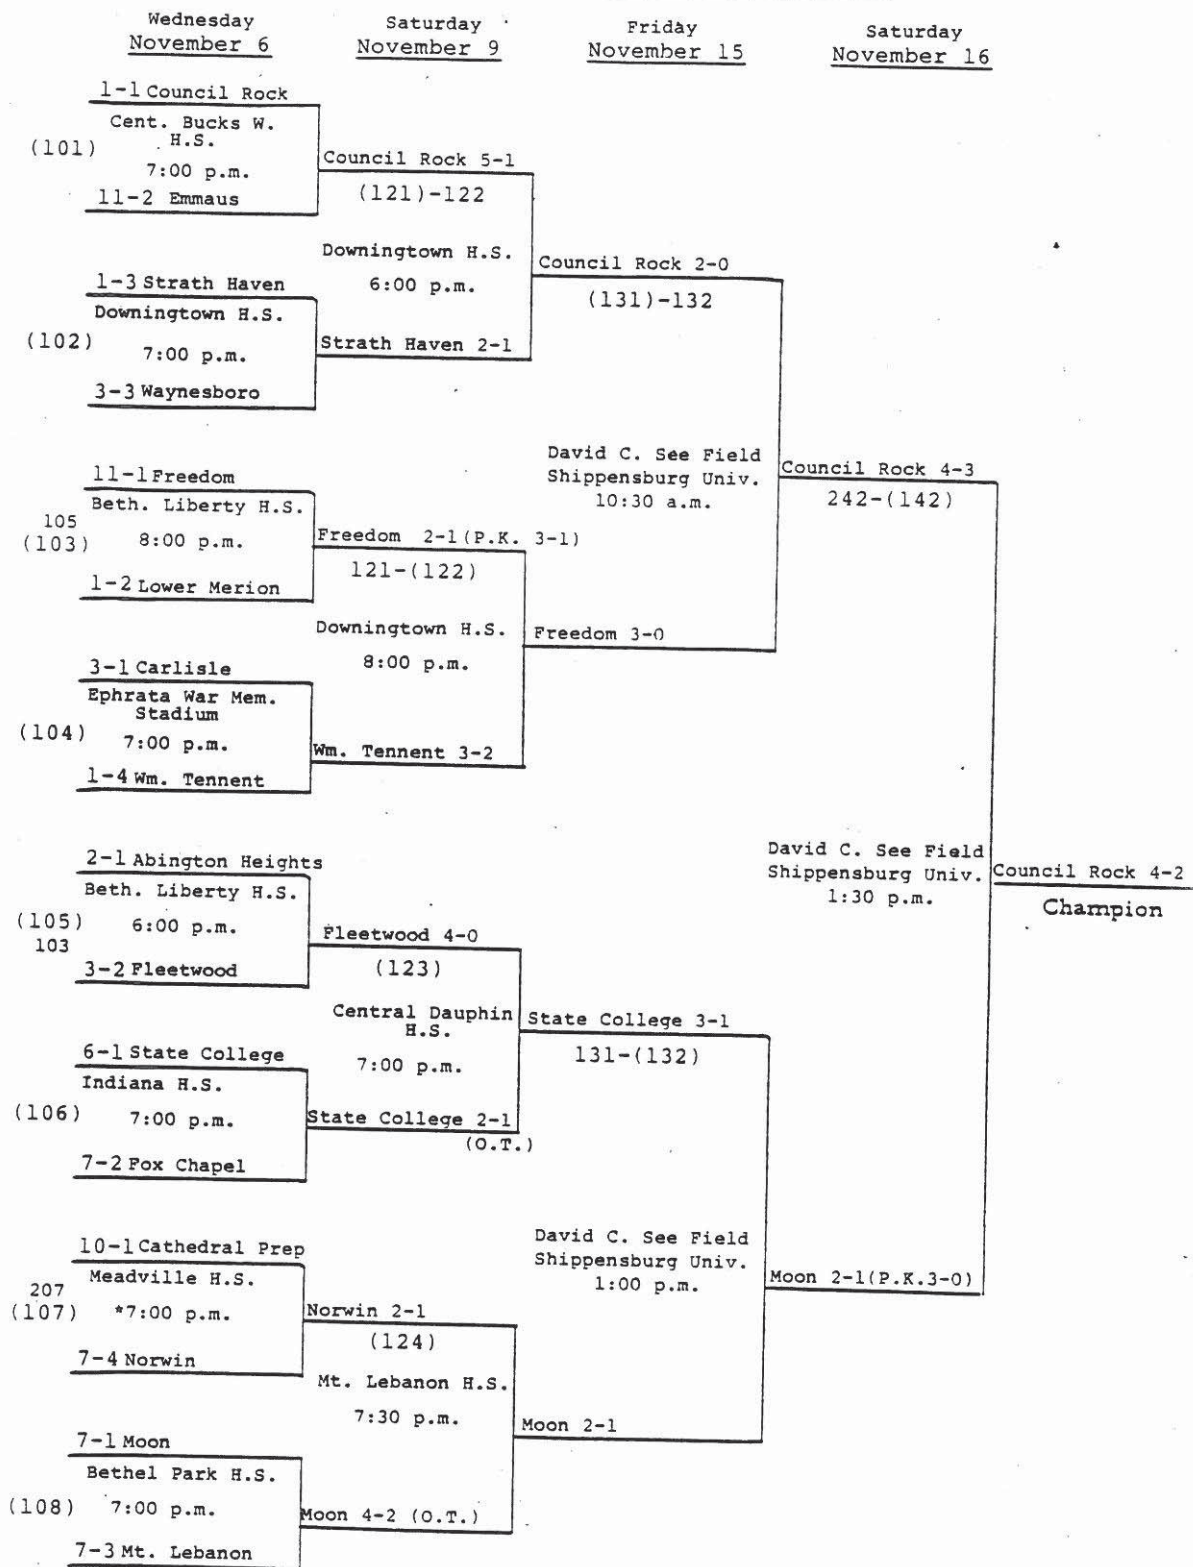 Wednesday
November 6
Saturday
November 9
Friday
November 15
Saturday
November 16
1-1 Council Rock
Cent. Bucks W.
H.S.
(101)
7:00 p.m.
11-2 Emmaus
Council Rock 5-1
(121)-122
Downingtown H.S.
6:00 p.m.
Council Rock 2-0
(131)-132
1-3 Strath Haven
Downingtown H.S.
(102)
7:00 p.m.
3-3 Waynesboro
Strath Haven 2-1
David C. See Field
Shippensburg Univ.
10:30 a.m.
Council Rock 4-3
242-(142)
11-1 Freedom
Beth. Liberty H.S.
105
(103)
8:00 p.m.
1-2 Lower Merion
Freedom 2-1(P.K. 3-1)
121-(122)
Downingtown H.S.
8:00 p.m.
Freedom 3-0
3-1 Carlisle
Ephrata War Mem.
Stadium
(104)
7:00 p.m.
1-4 Wm. Tennent
Wm. Tennent 3-2
David C. See Field
Shippensburg Univ.
1:30 p.m.
Council Rock 4-2
Champion
2-1 Abington Heights
Beth. Liberty H.S.
(105)
103
6:00 p.m.
3-2 Fleetwood
Fleetwood 4-0
(123)
Central Dauphin
H.S.
7:00 p.m.
State College 3-1
131-(132)
6-1 State College
Indiana H.S.
(106)
7:00 p.m.
7-2 Fox Chapel
State College 2-1
(O.T.)
David C. See Field
Shippensburg Univ.
1:00 p.m.
Moon 2-1(P.K.3-0)
10-1 Cathedral Prep
Meadville H.S.
207
(107)
*7:00 p.m.
7-4 Norwin
Norwin 2-1
(124)
Mt. Lebanon H.S.
7:30 p.m.
Moon 2-1
7-1 Moon
Bethel Park H.S.
(108)
7:00 p.m.
7-3 Mt. Lebanon
Moon 4-2 (O.T.)